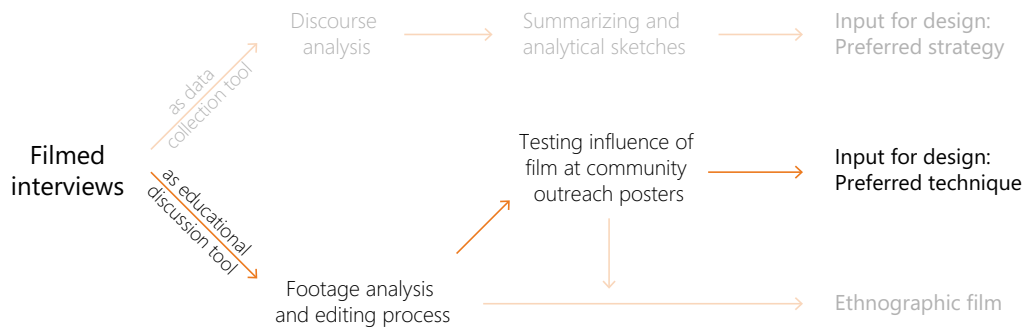 Discourse
analysis
Summarizing and
analytical sketches
Input for design:
Preferred strategy
as data
collection tool
Filmed
interviews
as educational
discussion tool
Testing influence of
film at community
outreach posters
Input for design:
Preferred technique
Footage analysis
and editing process
Ethnographic film